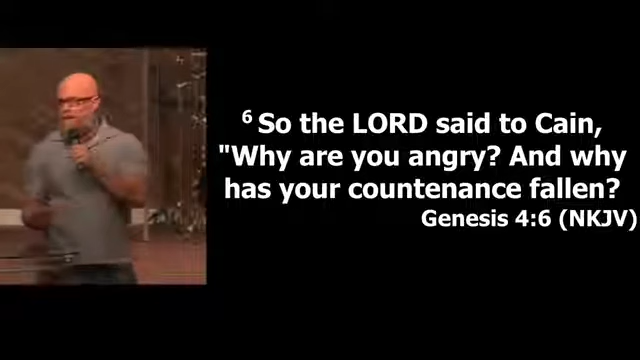 6 So the LORD said to Cain,
"Why are you angry? And why
has your countenance fallen?
Genesis 4:6 (NKJV)